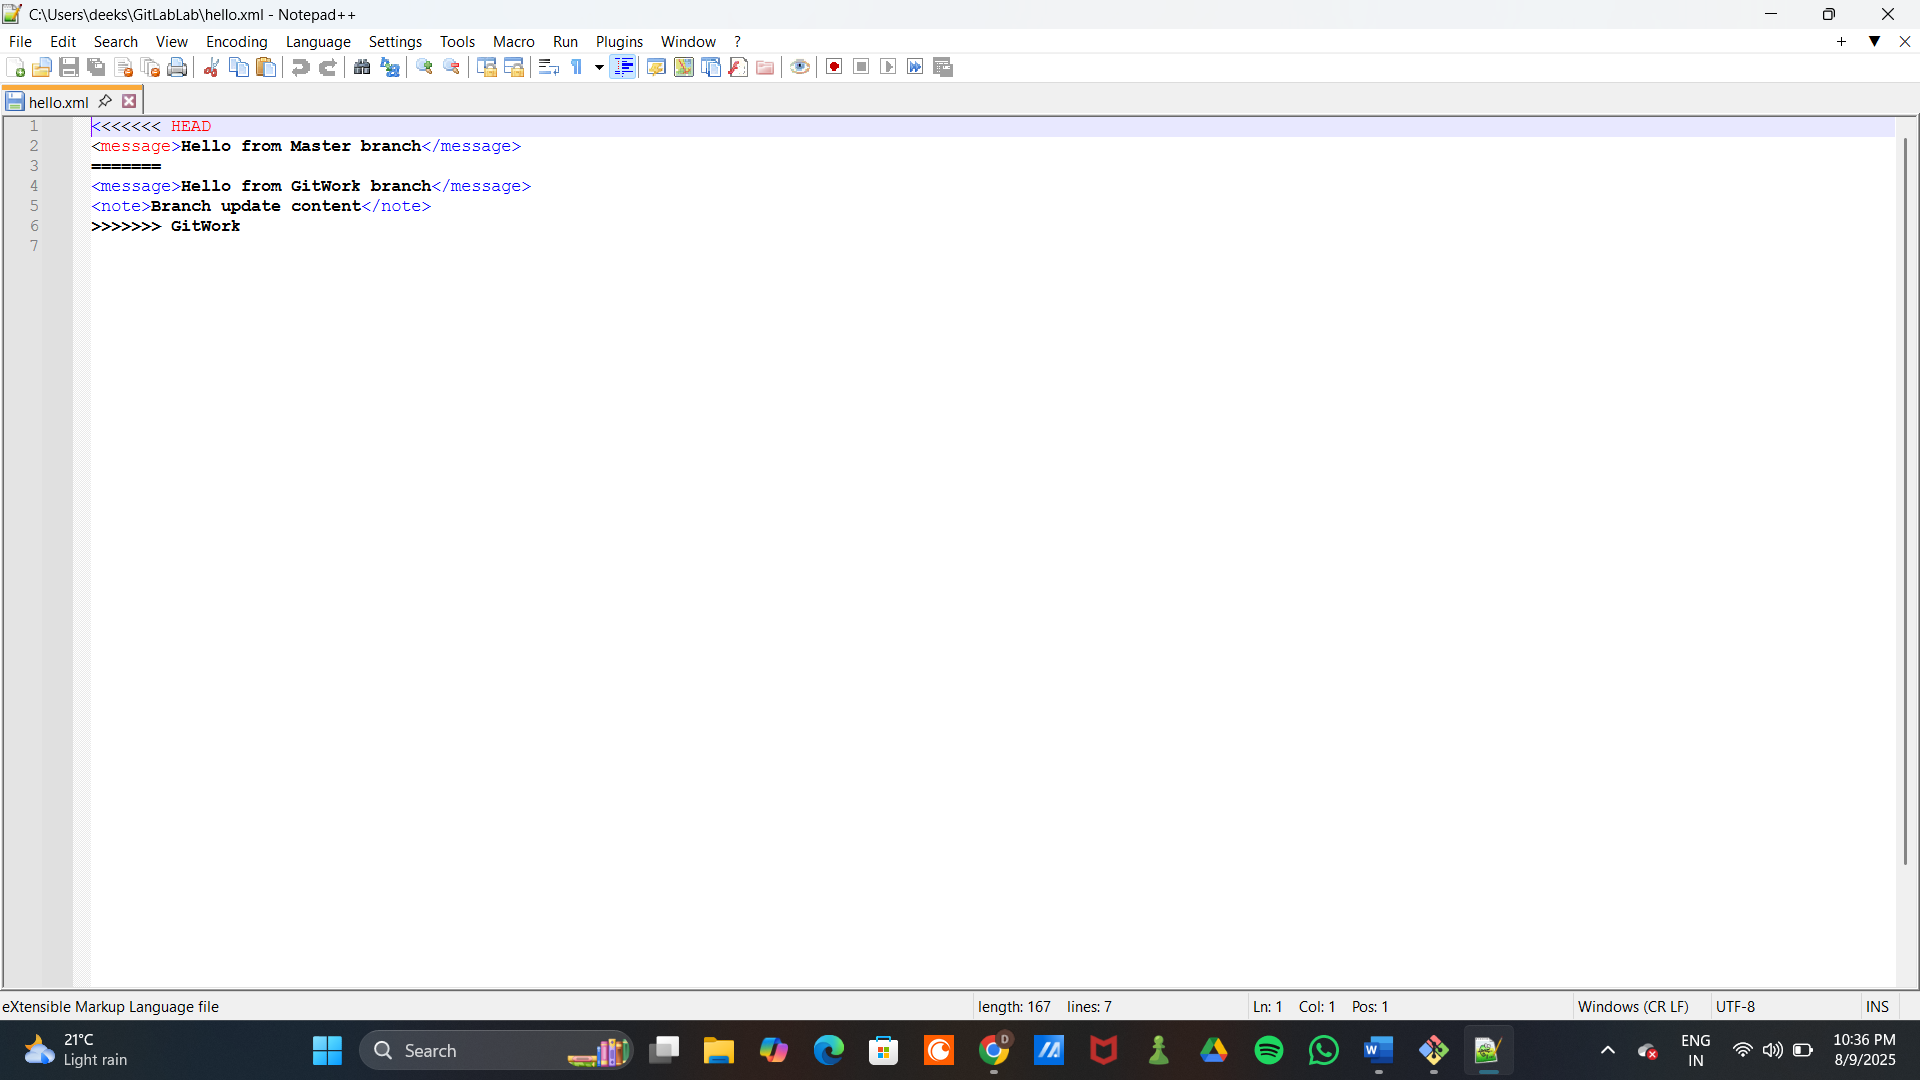 C:\Users\deeks\GitLabLab\hello.xml - Notepad++
File Edit Search View Encoding Language Settings Tools Macro Run Plugins Window ?
hello.xml
1 <<<<<<< HEAD
2 <message>Hello from Master branch</message>
3 =======
4 <message>Hello from GitWork branch</message>
5 <note>Branch update content</note>
6 >>>>>>> GitWork
7
eXtensible Markup Language file length: 167 lines: 7 Ln: 1 Col: 1 Pos: 1 Windows (CR LF) UTF-8 INS
21°C
Light rain
Search
ENG
IN
10:36 PM
8/9/2025